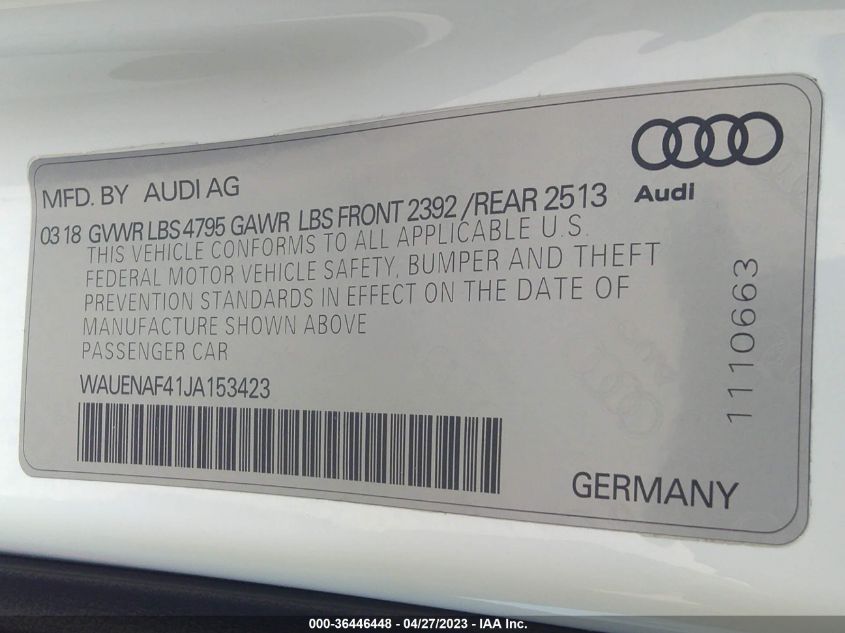 MFD. BY AUDI AG
Audi
03 18 GVWR LBS 4795 GAWR LBS FRONT 2392 /REAR 2513
THIS VEHICLE CONFORMS TO ALL APPLICABLE U.S.
FEDERAL MOTOR VEHICLE SAFETY, BUMPER AND THEFT
PREVENTION STANDARDS IN EFFECT ON THE DATE OF
MANUFACTURE SHOWN ABOVE
PASSENGER CAR
WAUENAF41JA153423
1110663
GERMANY
000-36446448 - 04/27/2023 - IAA Inc.